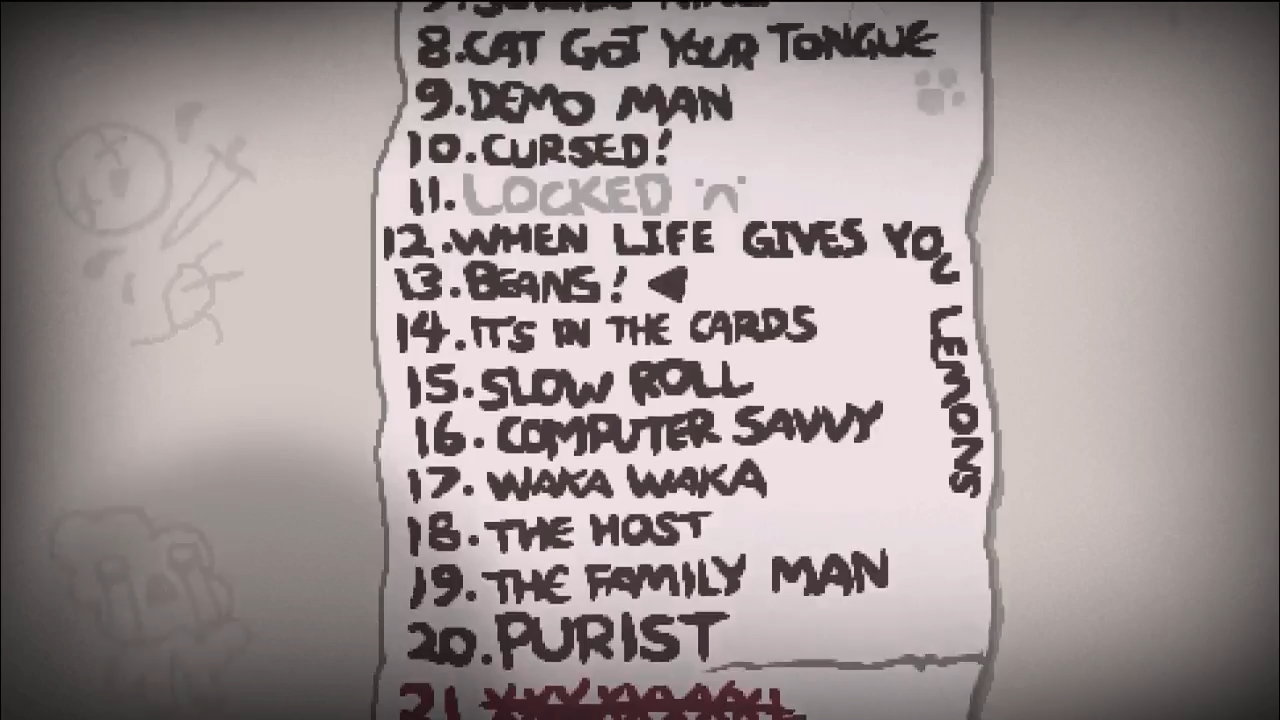 8.CAT GOT YOUR TONGUE
9.DEMO MAN
10.CURSED!
11.LOCKED
12.WHEN LIFE GIVES YOU LEMONS
13.BEANS!
14.IT'S IN THE CARDS
15.SLOW ROLL
16.COMPUTER SAVVY
17.WAKA WAKA
18.THE HOST
19.THE FAMILY MAN
20.PURIST
21